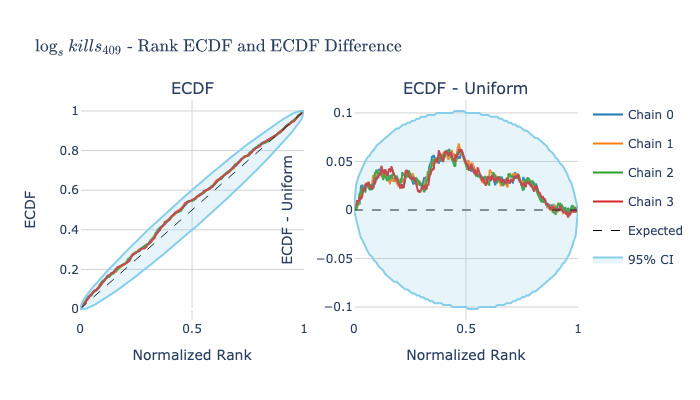 log_s kills_409 - Rank ECDF and ECDF Difference
ECDF
ECDF - Uniform
ECDF
1
0.8
0.6
0.4
0.2
0
0
0.5
1
Normalized Rank
ECDF - Uniform
0.1
0.05
0
−0.05
−0.1
0
0.5
1
Normalized Rank
Chain 0
Chain 1
Chain 2
Chain 3
Expected
95% CI